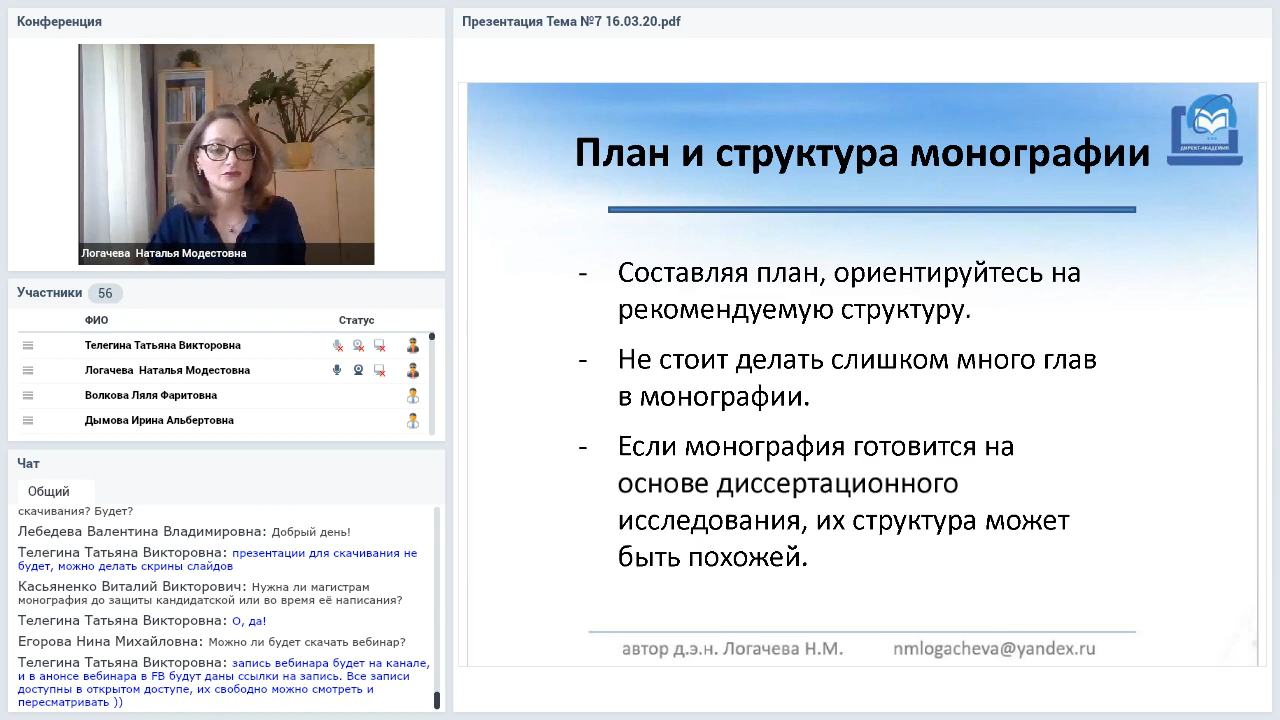 Конференция
Логачева  Наталья Модестовна
Участники 56
ФИО Статус
Телегина Татьяна Викторовна
Логачева  Наталья Модестовна
Волкова Ляля Фаритовна
Дымова Ирина Альбертовна
Чат
Общий
скачивания? Будет?
Лебедева Валентина Владимировна: Добрый день!
Телегина Татьяна Викторовна: презентации для скачивания не
будет, можно делать скрины слайдов
Касьяненко Виталий Викторович: Нужна ли магистрам
монография до защиты кандидатской или во время её написания?
Телегина Татьяна Викторовна: О, да!
Егорова Нина Михайловна: Можно ли будет скачать вебинар?
Телегина Татьяна Викторовна: запись вебинара будет на канале,
и в анонсе вебинара в FB будут даны ссылки на запись. Все записи
доступны в открытом доступе, их свободно можно смотреть и
пересматривать ))
Презентация Тема №7 16.03.20.pdf
ДИРЕКТ-АКАДЕМИЯ
План и структура монографии
- Составляя план, ориентируйтесь на
рекомендуемую структуру.
- Не стоит делать слишком много глав
в монографии.
- Если монография готовится на
основе диссертационного
исследования, их структура может
быть похожей.
автор д.э.н. Логачева Н.М. nmlogacheva@yandex.ru